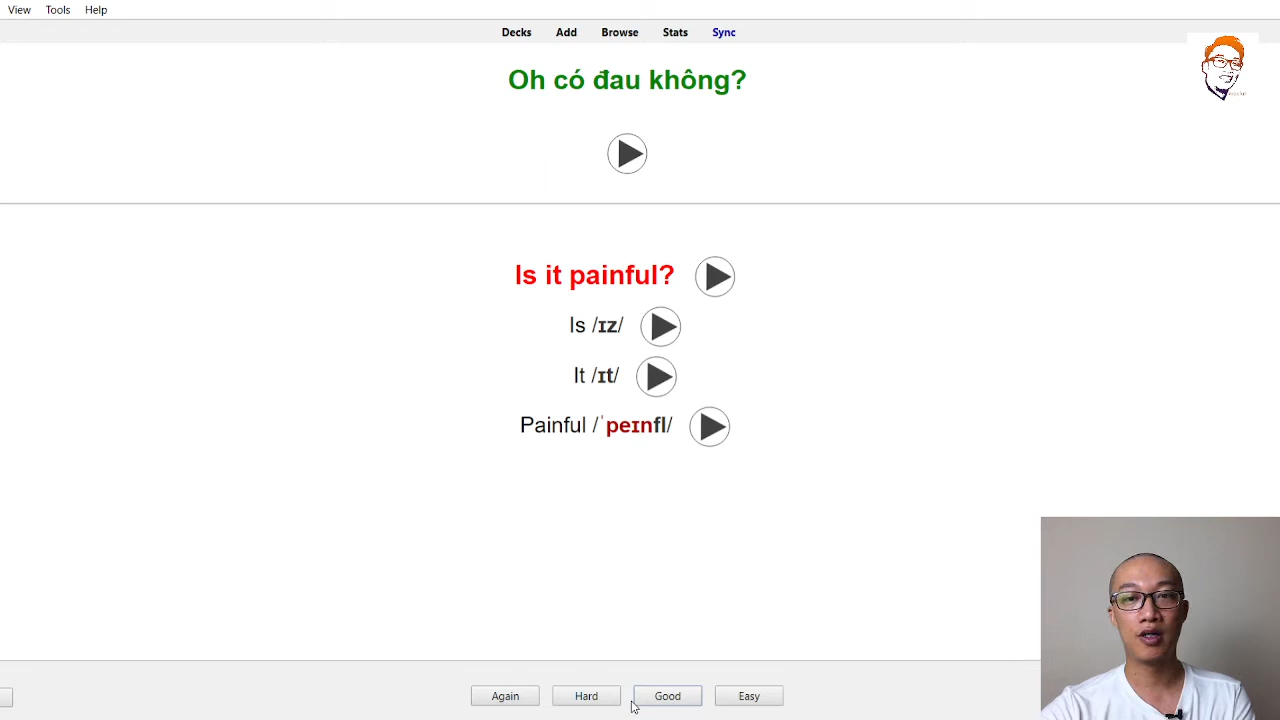 View Tools Help
Decks Add Browse Stats Sync
Oh có đau không?
Is it painful?
Is /ɪz/
It /ɪt/
Painful /ˈpeɪnfl/
Again Hard Good Easy